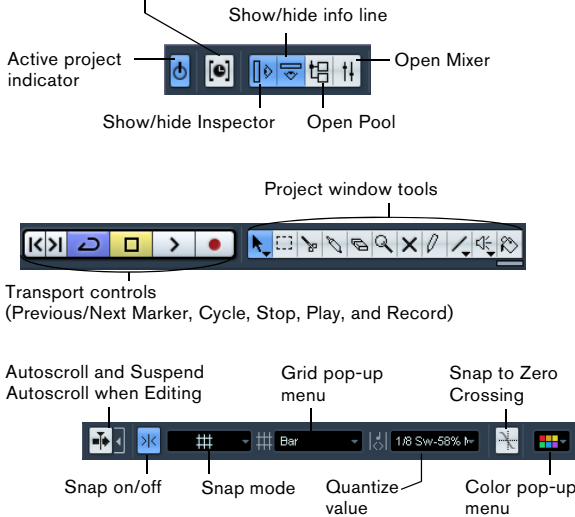 Show/hide info line
Active project
indicator
Open Mixer
Show/hide Inspector
Open Pool
Project window tools
Transport controls
(Previous/Next Marker, Cycle, Stop, Play, and Record)
Autoscroll and Suspend
Autoscroll when Editing
Grid pop-up
menu
Snap to Zero
Crossing
Bar
1/8 Sw-58%
Snap on/off
Snap mode
Quantize
value
Color pop-up
menu